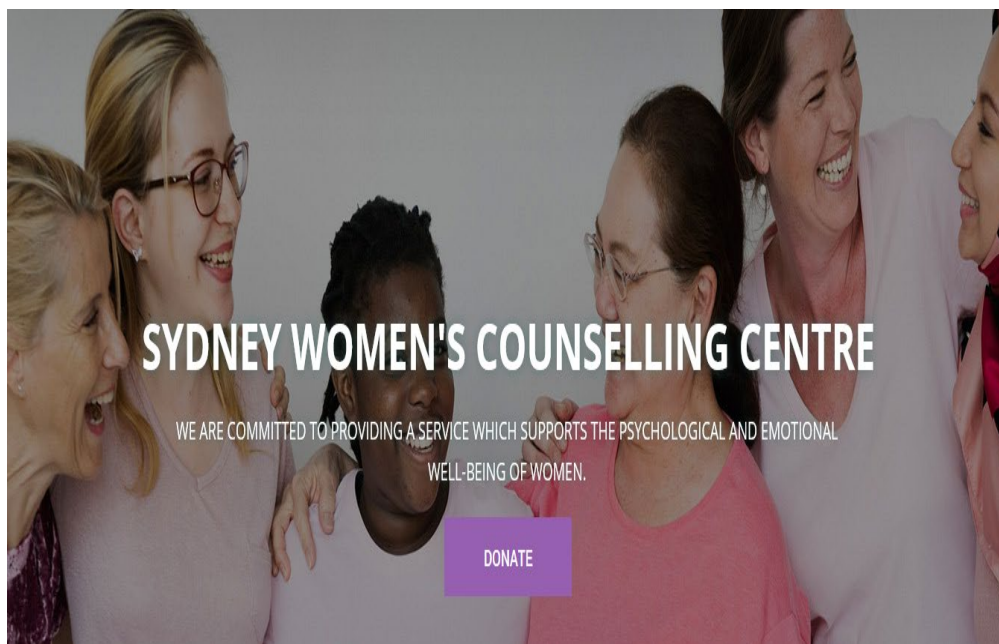 SYDNEY WOMEN'S COUNSELLING CENTRE
WE ARE COMMITTED TO PROVIDING A SERVICE WHICH SUPPORTS THE PSYCHOLOGICAL AND EMOTIONAL
WELL-BEING OF WOMEN.
DONATE